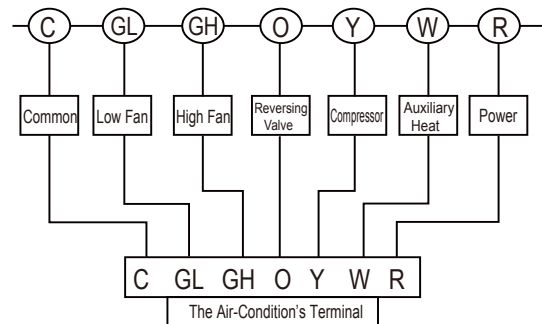 C GL GH O Y W R
Common Low Fan High Fan Reversing Valve Compressor Auxiliary Heat Power
C GL GH O Y W R
The Air-Condition's Terminal